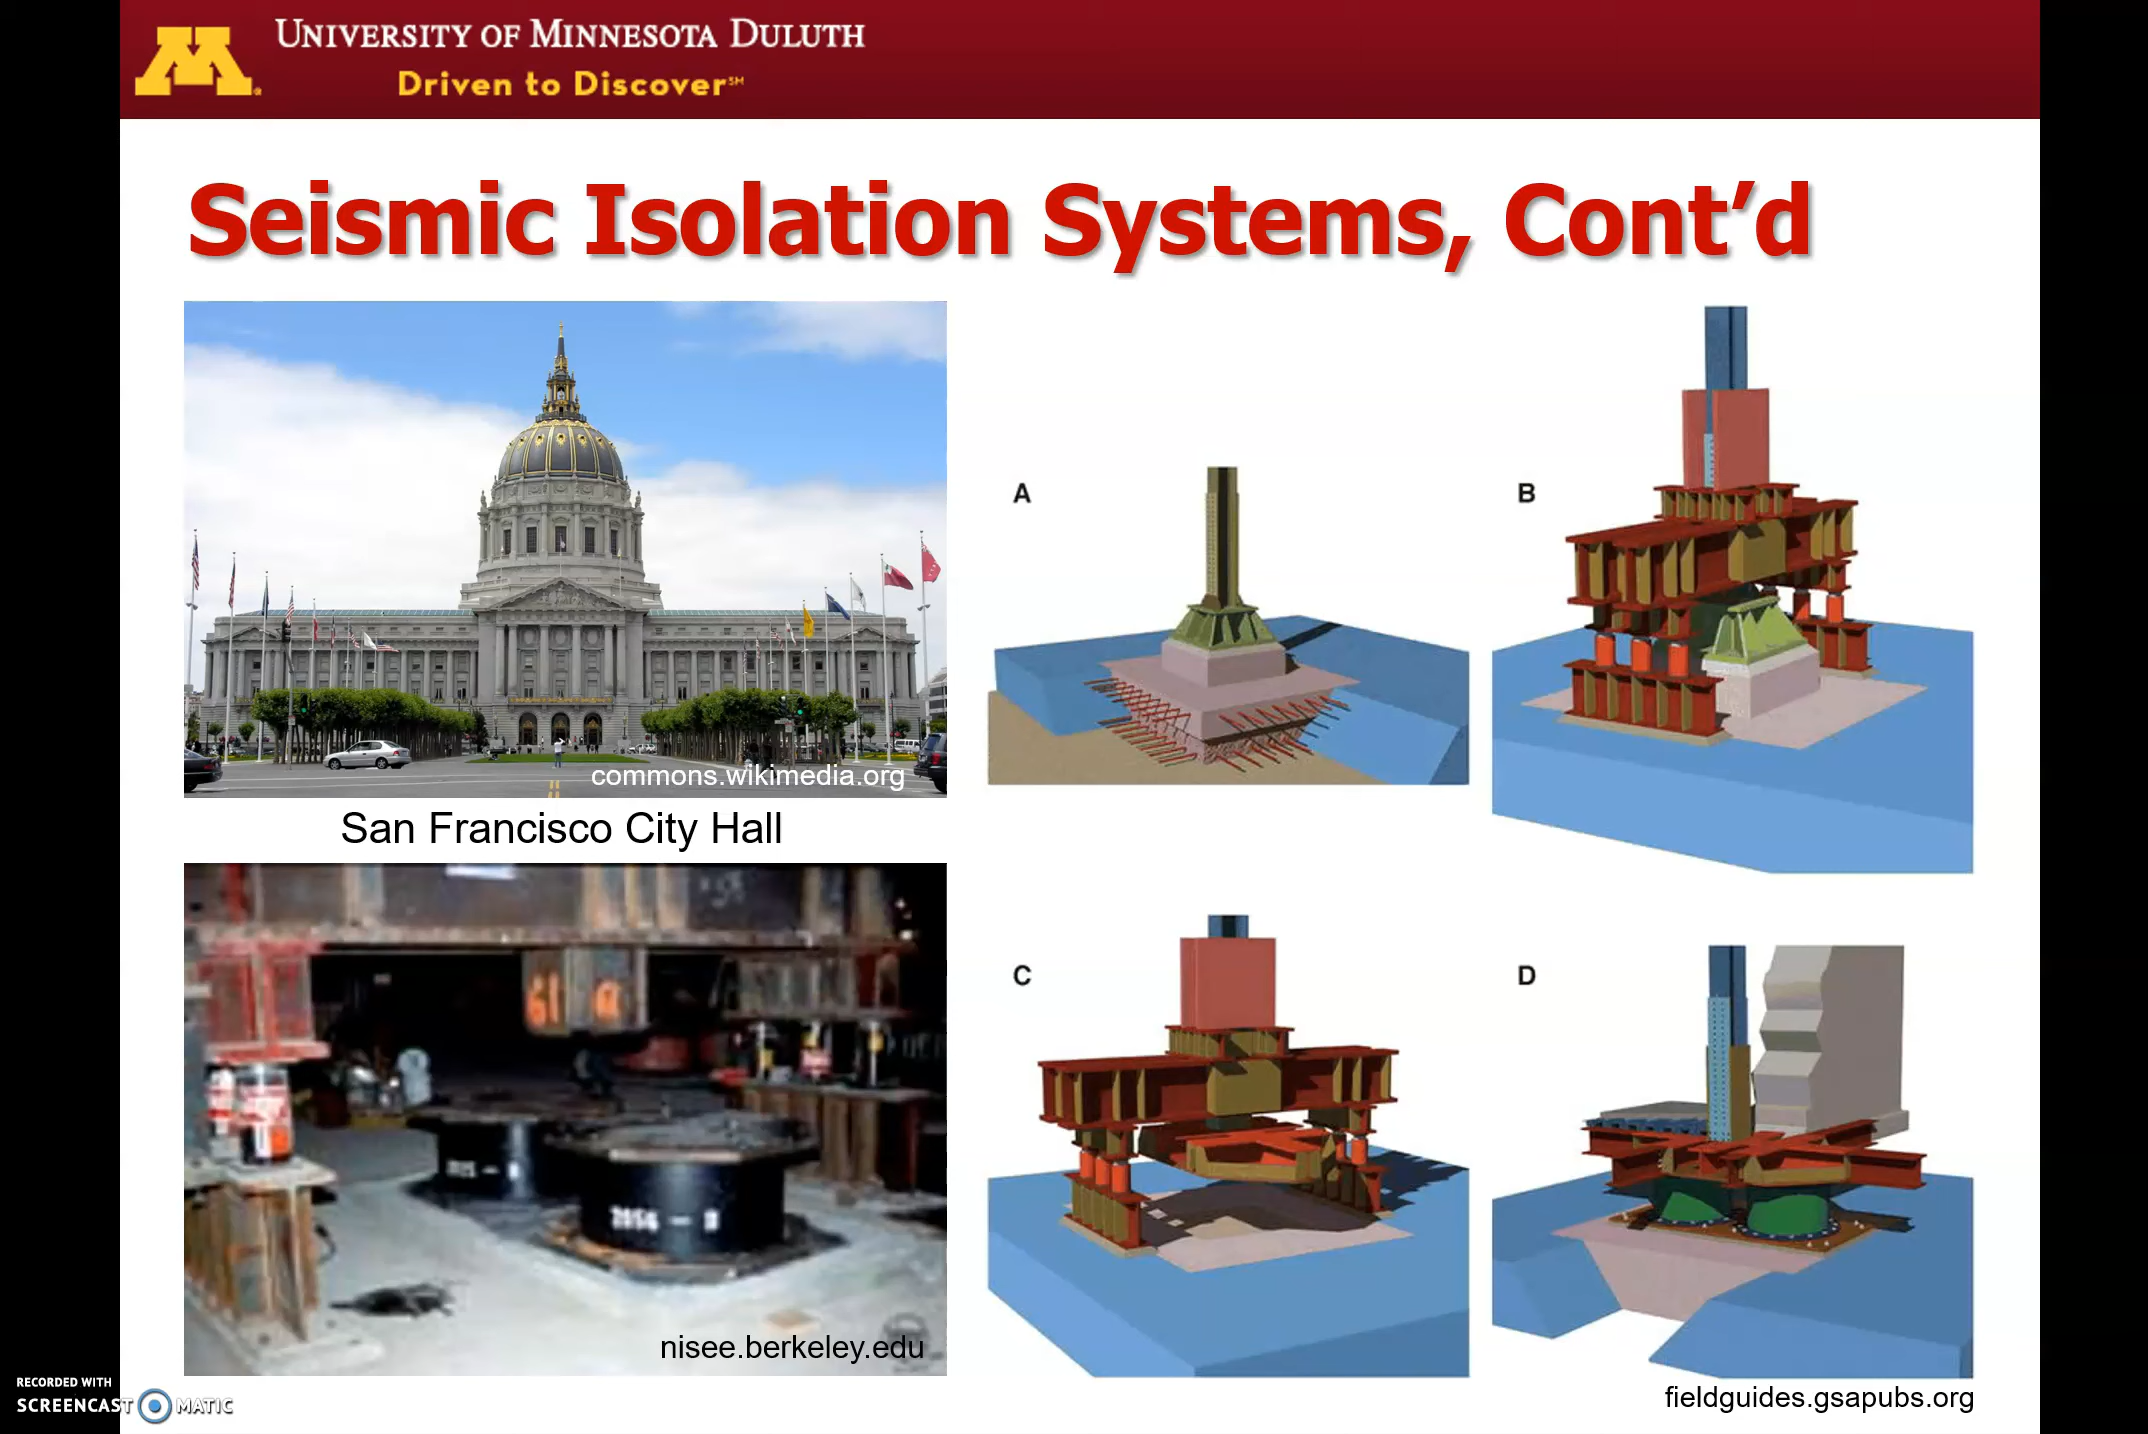 UNIVERSITY OF MINNESOTA DULUTH
Driven to Discover℠
Seismic Isolation Systems, Cont’d
commons.wikimedia.org
San Francisco City Hall
nisee.berkeley.edu
A
B
C
D
fieldguides.gsapubs.org
RECORDED WITH
SCREENCAST MATIC